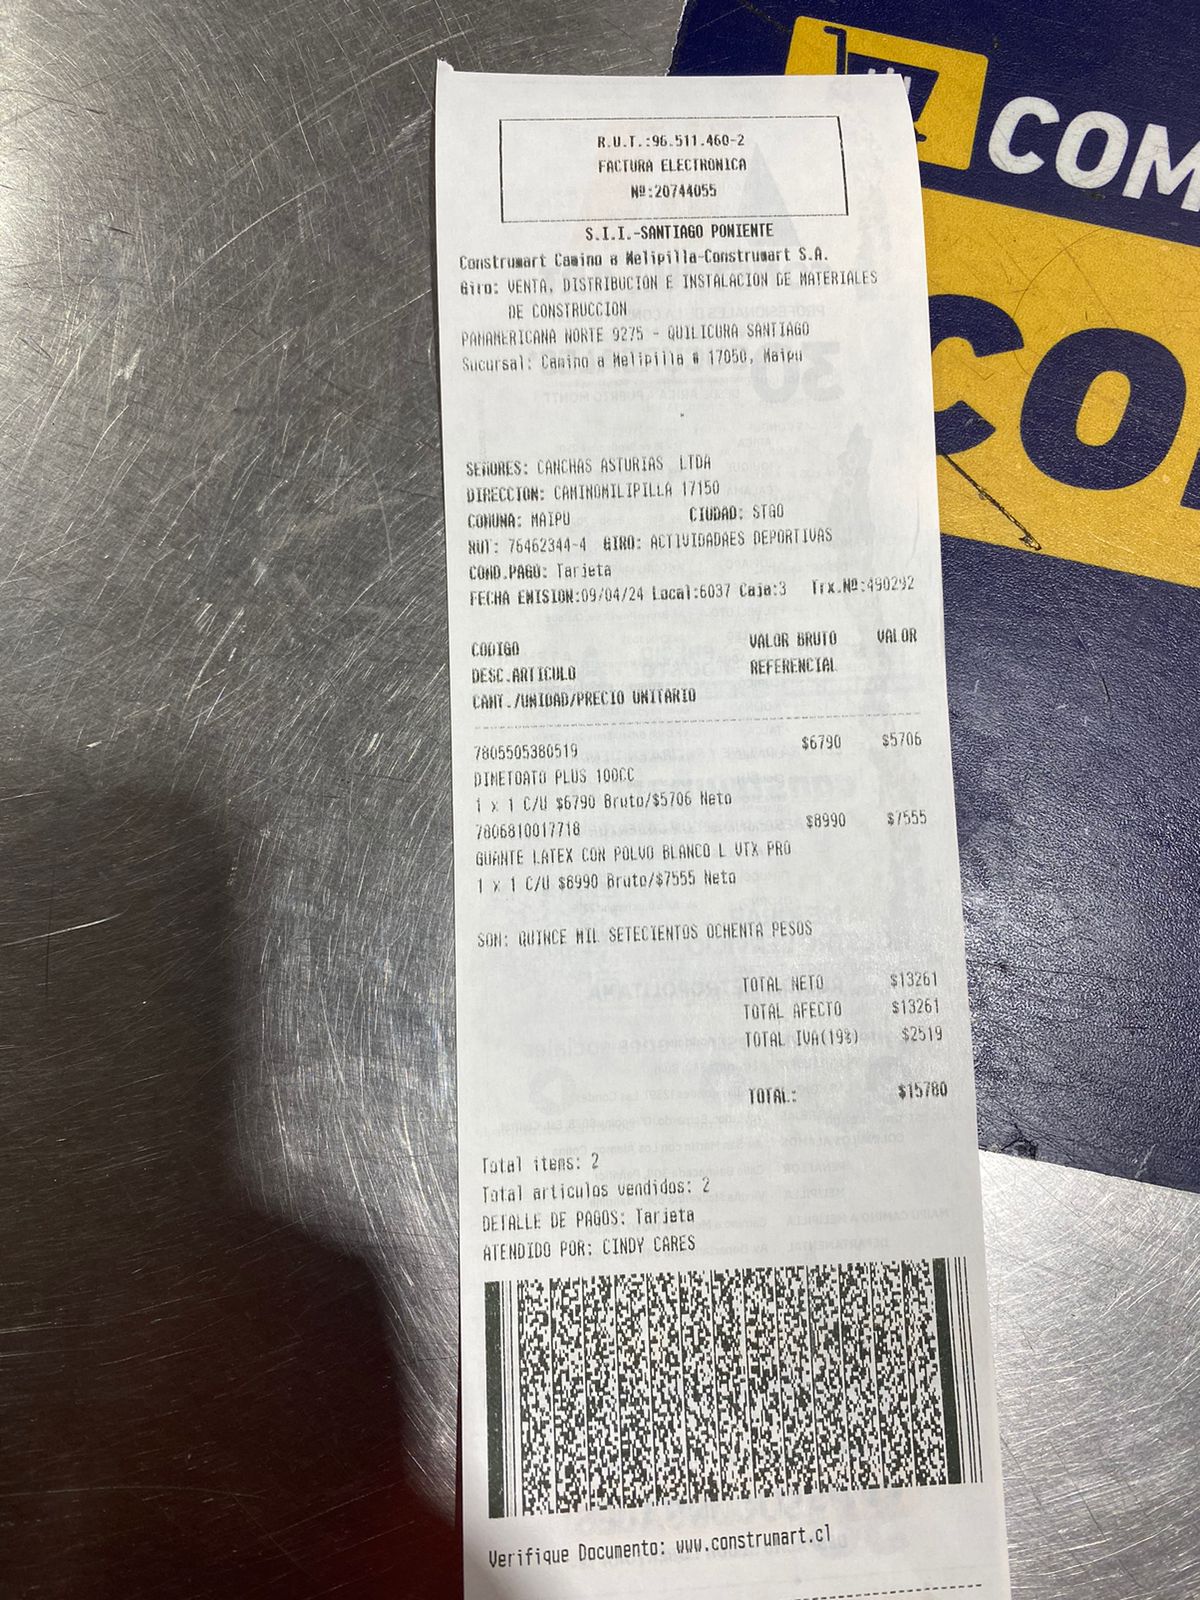 R.U.T.:96.511.460-2
FACTURA ELECTRONICA
Nº:20744055
S.I.I.-SANTIAGO PONIENTE
Construmart Camino a Melipilla-Construmart S.A.
Giro: VENTA, DISTRIBUCION E INSTALACION DE MATERIALES
DE CONSTRUCCION
PANAMERICANA NORTE 9275 - QUILICURA SANTIAGO
Sucursal: Camino a Melipilla # 17050, Maipu
SEÑORES: CANCHAS ASTURIAS LTDA
DIRECCION: CAMINOMILIPILLA 17150
COMUNA: MAIPU CIUDAD: STGO
RUT: 76462344-4 GIRO: ACTIVIDADAES DEPORTIVAS
COND.PAGO: Tarjeta
FECHA EMISION:09/04/24 Local:6037 Caja:3 Trx.Nº:490292
CODIGO VALOR BRUTO VALOR
DESC.ARTICULO REFERENCIAL
CANT./UNIDAD/PRECIO UNITARIO
7805505380519 $6790 $5706
DIMETOATO PLUS 100CC
1 x 1 C/U $6790 Bruto/$5706 Neto
7806810017718 $8990 $7555
GUANTE LATEX CON POLVO BLANCO L VTX PRO
1 x 1 C/U $8990 Bruto/$7555 Neto
SON: QUINCE MIL SETECIENTOS OCHENTA PESOS
TOTAL NETO $13261
TOTAL AFECTO $13261
TOTAL IVA(19%) $2519
TOTAL: $15780
Total items: 2
Total articulos vendidos: 2
DETALLE DE PAGOS: Tarjeta
ATENDIDO POR: CINDY CARES
Verifique Documento: www.construmart.cl
COM
CO